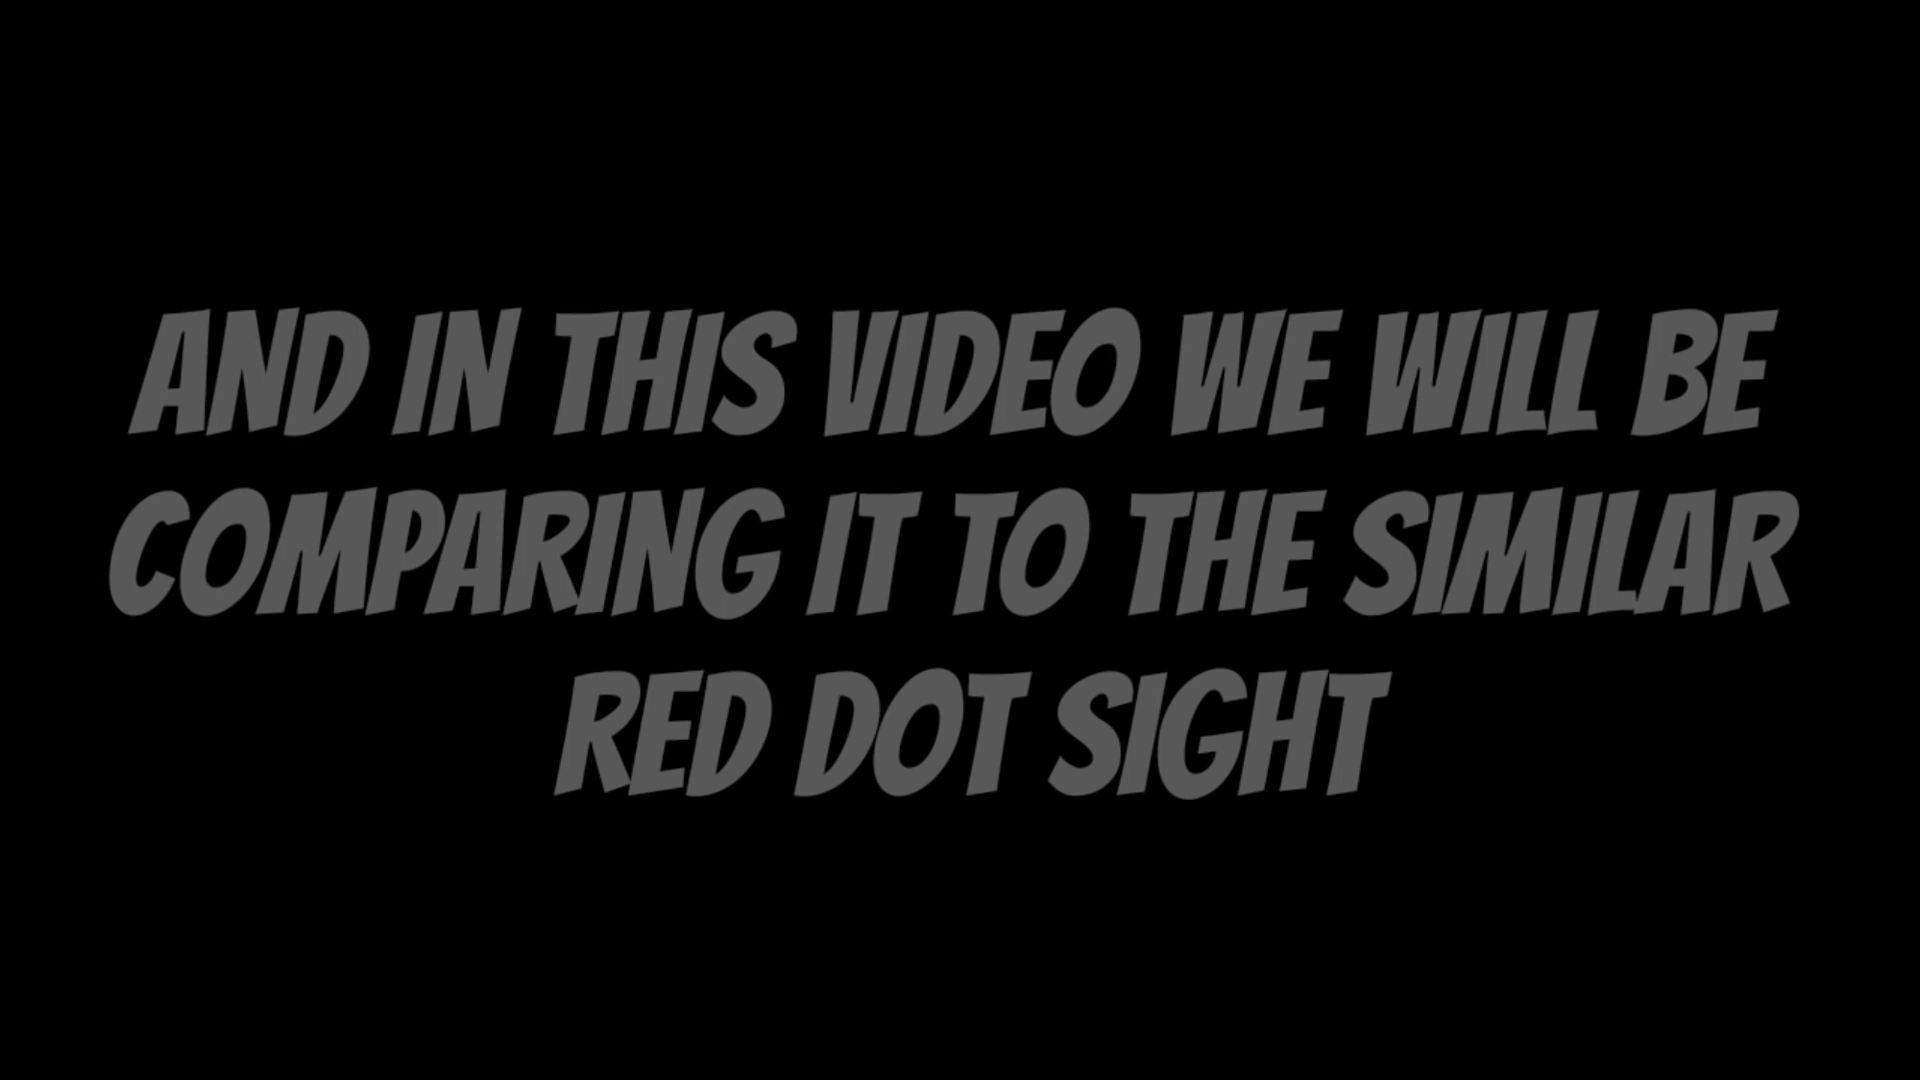 AND IN THIS VIDEO WE WILL BE
COMPARING IT TO THE SIMILAR
RED DOT SIGHT